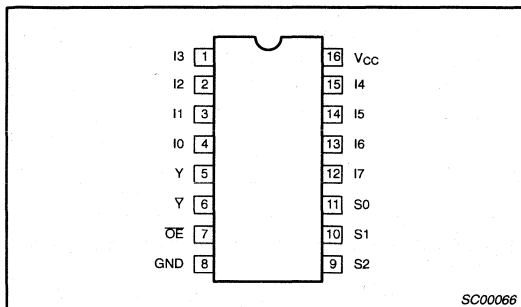 I3 1 16 VCC
I2 2 15 I4
I1 3 14 I5
I0 4 13 I6
Y 5 12 I7
Y̅ 6 11 S0
O̅E̅ 7 10 S1
GND 8 9 S2
SC00066